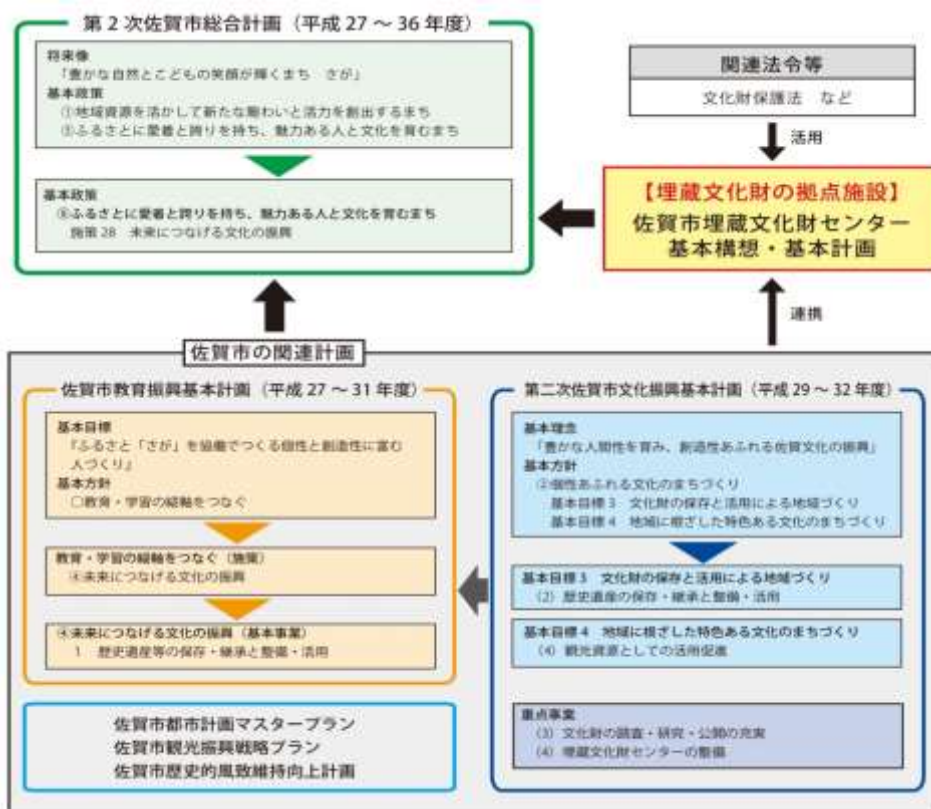 第2次佐賀市総合計画（平成27～36年度）
将来像
「豊かな自然とこどもの笑顔が輝くまち　さが」
基本政策
①地域資源を活かして新たな賑わいと活力を創出するまち
ふるさとに愛着と誇りを持ち、魅力ある人と文化を育むまち
基本政策
ふるさとに愛着と誇りを持ち、魅力ある人と文化を育むまち
施策28　未来につなげる文化の振興
関連法令等
文化財保護法　など
活用
【埋蔵文化財の拠点施設】
佐賀市埋蔵文化財センター
基本構想・基本計画
連携
佐賀市の関連計画
佐賀市教育振興基本計画（平成27～31年度）
基本目標
『ふるさと「さが」を協働でつくる個性と創造性に富む
人づくり』
基本方針
○教育・学習の縦軸をつなぐ
教育・学習の縦軸をつなぐ（施策）
④未来につなげる文化の振興
④未来につなげる文化の振興（基本事業）
1　歴史遺産等の保存・継承と整備・活用
佐賀市都市計画マスタープラン
佐賀市観光振興戦略プラン
佐賀市歴史的風致維持向上計画
第二次佐賀市文化振興基本計画（平成29～32年度）
基本理念
「豊かな人間性を育み、創造性あふれる佐賀文化の振興」
基本方針
②個性あふれる文化のまちづくり
基本目標3　文化財の保存と活用による地域づくり
基本目標4　地域に根ざした特色ある文化のまちづくり
基本目標3　文化財の保存と活用による地域づくり
（2）歴史遺産の保存・継承と整備・活用
基本目標4　地域に根ざした特色ある文化のまちづくり
（4）観光資源としての活用促進
重点事業
（3）文化財の調査・研究・公開の充実
（4）埋蔵文化財センターの整備